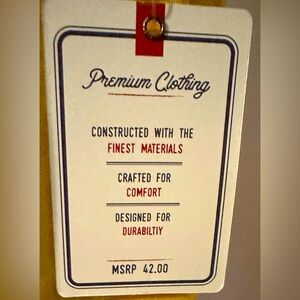 Premium Clothing
CONSTRUCTED WITH THE
FINEST MATERIALS
CRAFTED FOR
COMFORT
DESIGNED FOR
DURABILTIY
MSRP 42.00